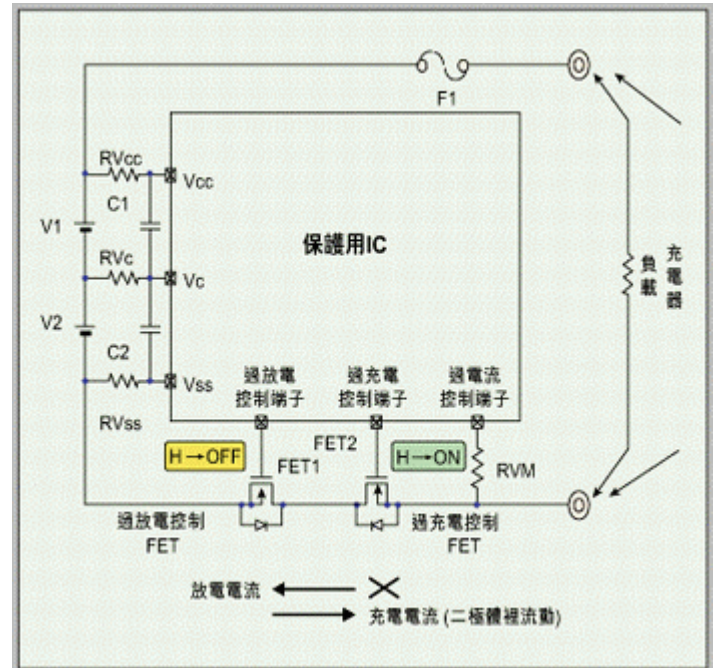 F1
RVcc
Vcc
C1
V1
保護用IC
RVc
Vc
V2
C2
Vss
RVss
過放電
控制端子
過充電
控制端子
過電流
控制端子
負載
充電器
H→OFF
FET1
FET2
H→ON
RVM
過放電控制
FET
過充電控制
FET
放電電流
充電電流 (二極體裡流動)